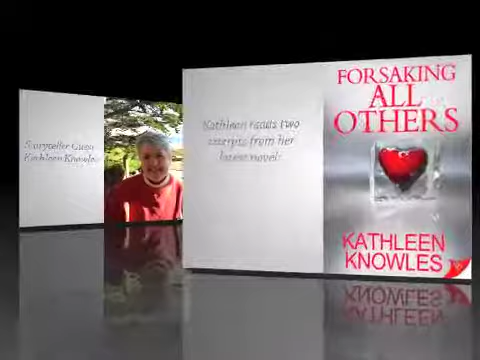 Storyteller Guest
Kathleen Knowles
Kathleen reads two
excerpts from her
latest novel:
FORSAKING
ALL
OTHERS
KATHLEEN
KNOWLES